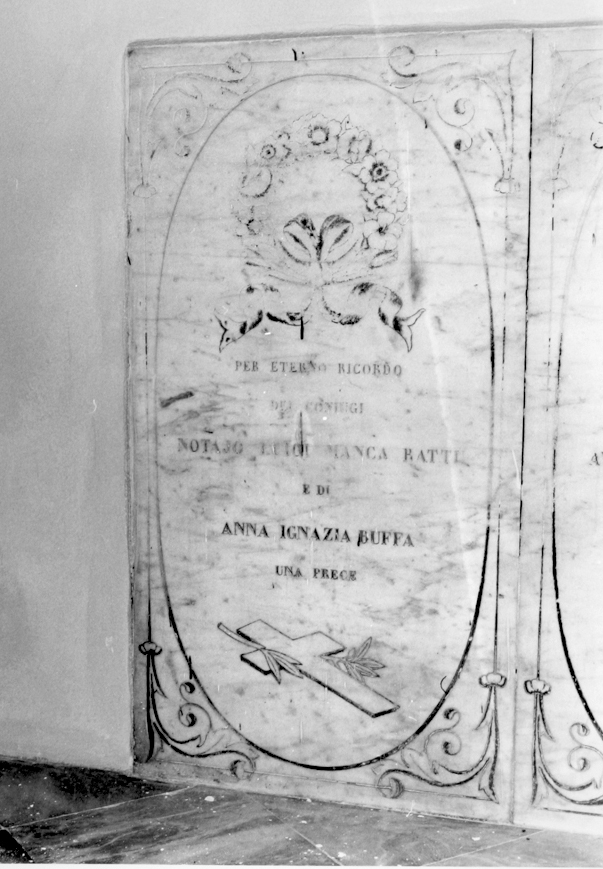 PER ETERNO RICORDO
DEI CONIUGI
NOTAJO LUIGI MANCA RATTI
E DI
ANNA IGNAZIA BUFFA
UNA PRECE
A